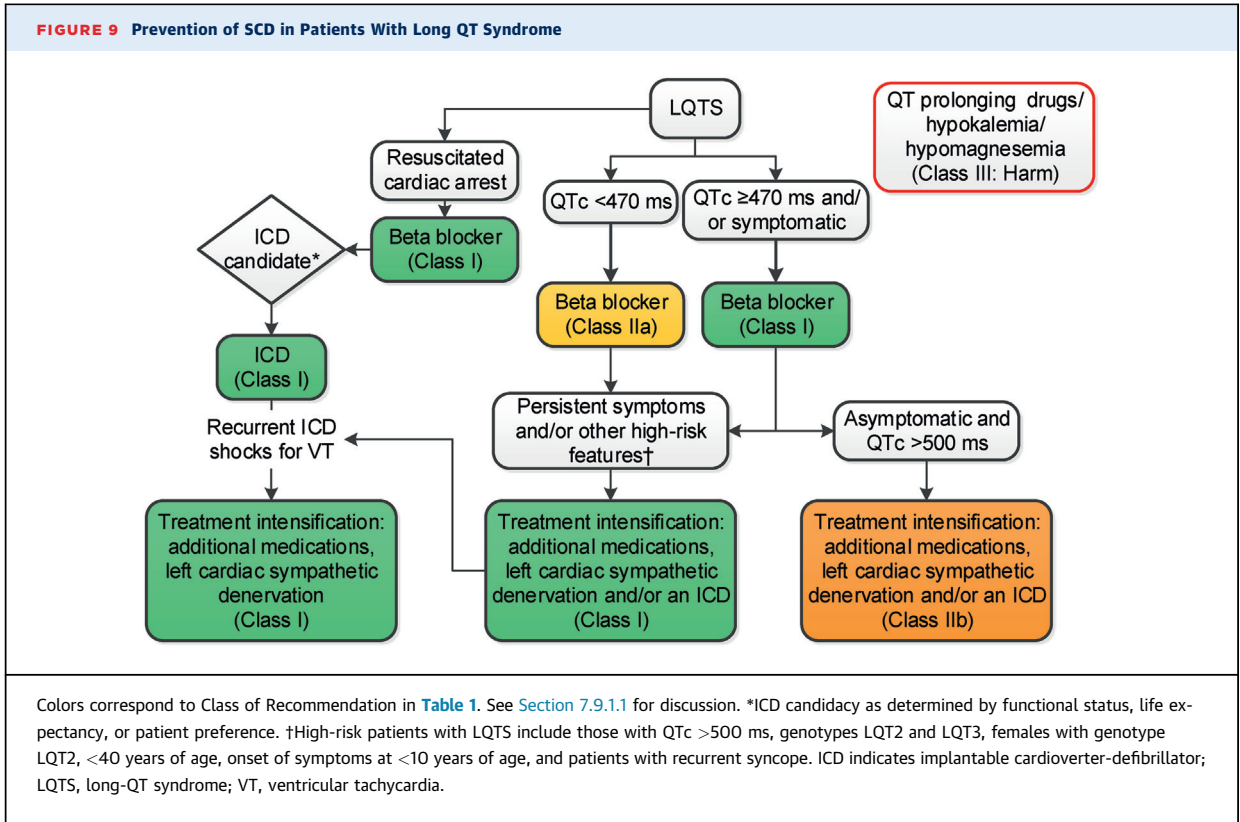 FIGURE 9 Prevention of SCD in Patients With Long QT Syndrome
LQTS
QT prolonging drugs/
hypokalemia/
hypomagnesemia
(Class III: Harm)
Resuscitated
cardiac arrest
QTc <470 ms
QTc ≥470 ms and/
or symptomatic
ICD
candidate*
Beta blocker
(Class I)
Beta blocker
(Class IIa)
Beta blocker
(Class I)
ICD
(Class I)
Recurrent ICD
shocks for VT
Persistent symptoms
and/or other high-risk
features†
Asymptomatic and
QTc >500 ms
Treatment intensification:
additional medications,
left cardiac sympathetic
denervation
(Class I)
Treatment intensification:
additional medications,
left cardiac sympathetic
denervation and/or an ICD
(Class I)
Treatment intensification:
additional medications,
left cardiac sympathetic
denervation and/or an ICD
(Class IIb)
Colors correspond to Class of Recommendation in Table 1. See Section 7.9.1.1 for discussion. *ICD candidacy as determined by functional status, life ex-
pectancy, or patient preference. †High-risk patients with LQTS include those with QTc >500 ms, genotypes LQT2 and LQT3, females with genotype
LQT2, <40 years of age, onset of symptoms at <10 years of age, and patients with recurrent syncope. ICD indicates implantable cardioverter-defibrillator;
LQTS, long-QT syndrome; VT, ventricular tachycardia.